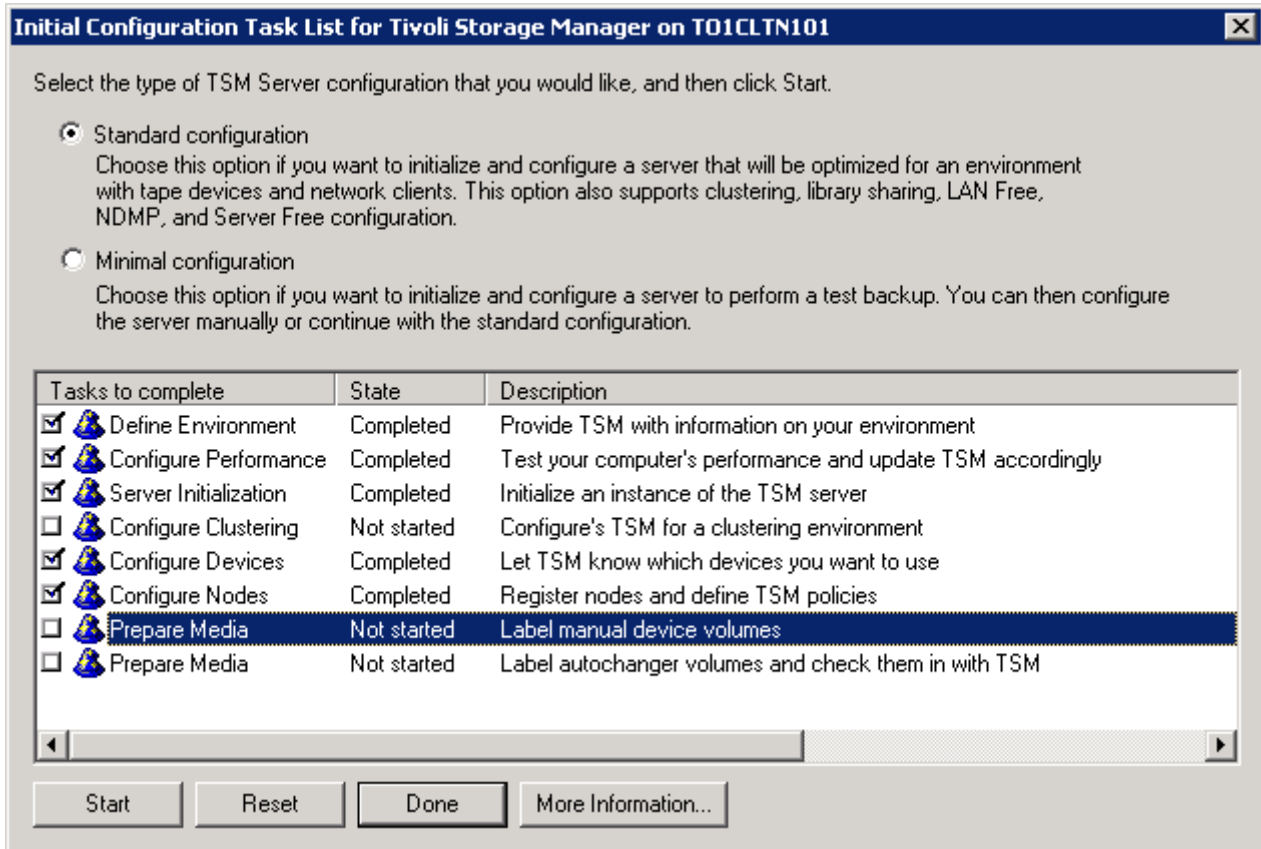 Initial Configuration Task List for Tivoli Storage Manager on TO1CLTN101
Select the type of TSM Server configuration that you would like, and then click Start.
Standard configuration
Choose this option if you want to initialize and configure a server that will be optimized for an environment
with tape devices and network clients. This option also supports clustering, library sharing, LAN Free,
NDMP, and Server Free configuration.
Minimal configuration
Choose this option if you want to initialize and configure a server to perform a test backup. You can then configure
the server manually or continue with the standard configuration.
Tasks to complete State Description
Define Environment Completed Provide TSM with information on your environment
Configure Performance Completed Test your computer's performance and update TSM accordingly
Server Initialization Completed Initialize an instance of the TSM server
Configure Clustering Not started Configure's TSM for a clustering environment
Configure Devices Completed Let TSM know which devices you want to use
Configure Nodes Completed Register nodes and define TSM policies
Prepare Media Not started Label manual device volumes
Prepare Media Not started Label autochanger volumes and check them in with TSM
Start Reset Done More Information...